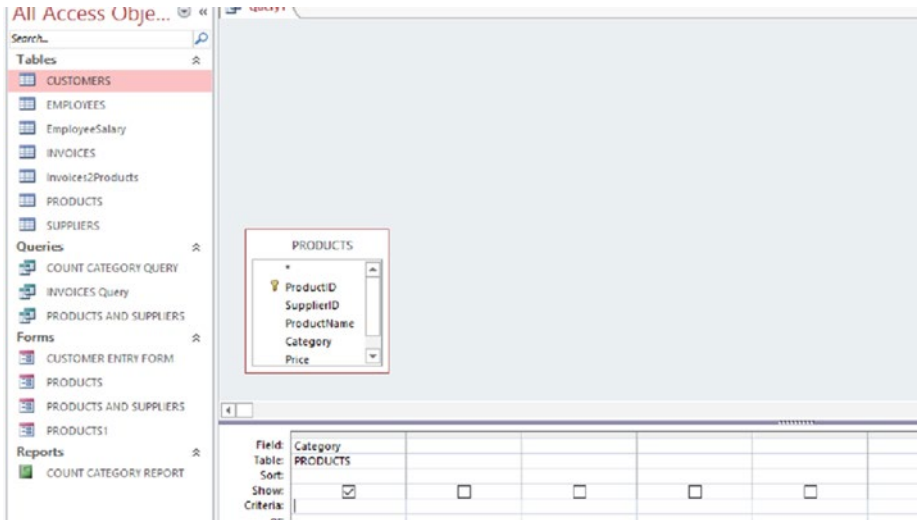 All Access Obje...
Query1
Search...
Tables
CUSTOMERS
EMPLOYEES
EmployeeSalary
INVOICES
Invoices2Products
PRODUCTS
SUPPLIERS
Queries
COUNT CATEGORY QUERY
INVOICES Query
PRODUCTS AND SUPPLIERS
Forms
CUSTOMER ENTRY FORM
PRODUCTS
PRODUCTS AND SUPPLIERS
PRODUCTS1
Reports
COUNT CATEGORY REPORT
PRODUCTS
*
ProductID
SupplierID
ProductName
Category
Price
Field: Category
Table: PRODUCTS
Sort:
Show:
Criteria: